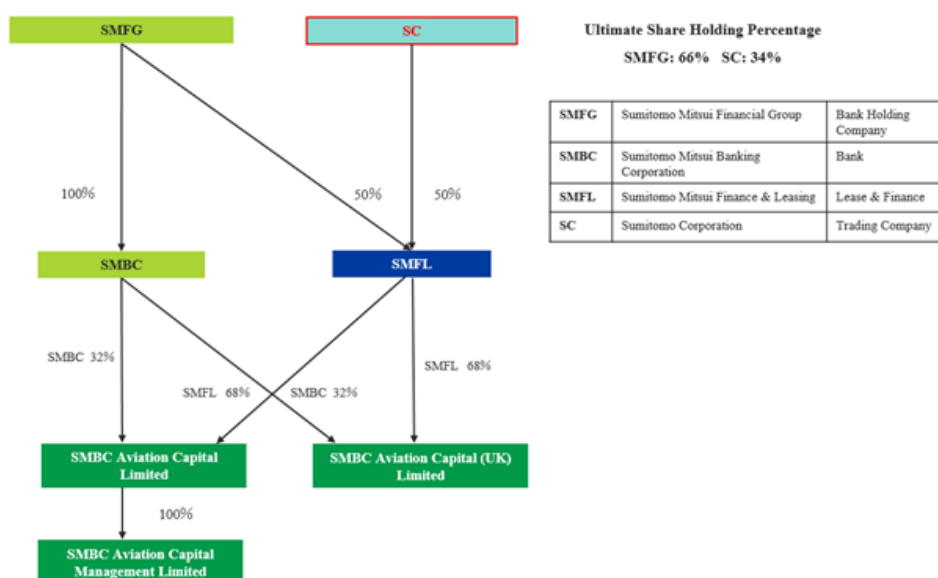 SMFG
SC
Ultimate Share Holding Percentage
SMFG: 66% SC: 34%
SMFG Sumitomo Mitsui Financial Group Bank Holding
Company
SMBC Sumitomo Mitsui Banking Bank
Corporation
SMFL Sumitomo Mitsui Finance & Leasing Lease & Finance
SC Sumitomo Corporation Trading Company
100%
50%
50%
SMBC
SMFL
SMBC 32%
SMFL 68%
SMBC 32%
SMFL 68%
SMBC Aviation Capital
Limited
SMBC Aviation Capital (UK)
Limited
100%
SMBC Aviation Capital
Management Limited